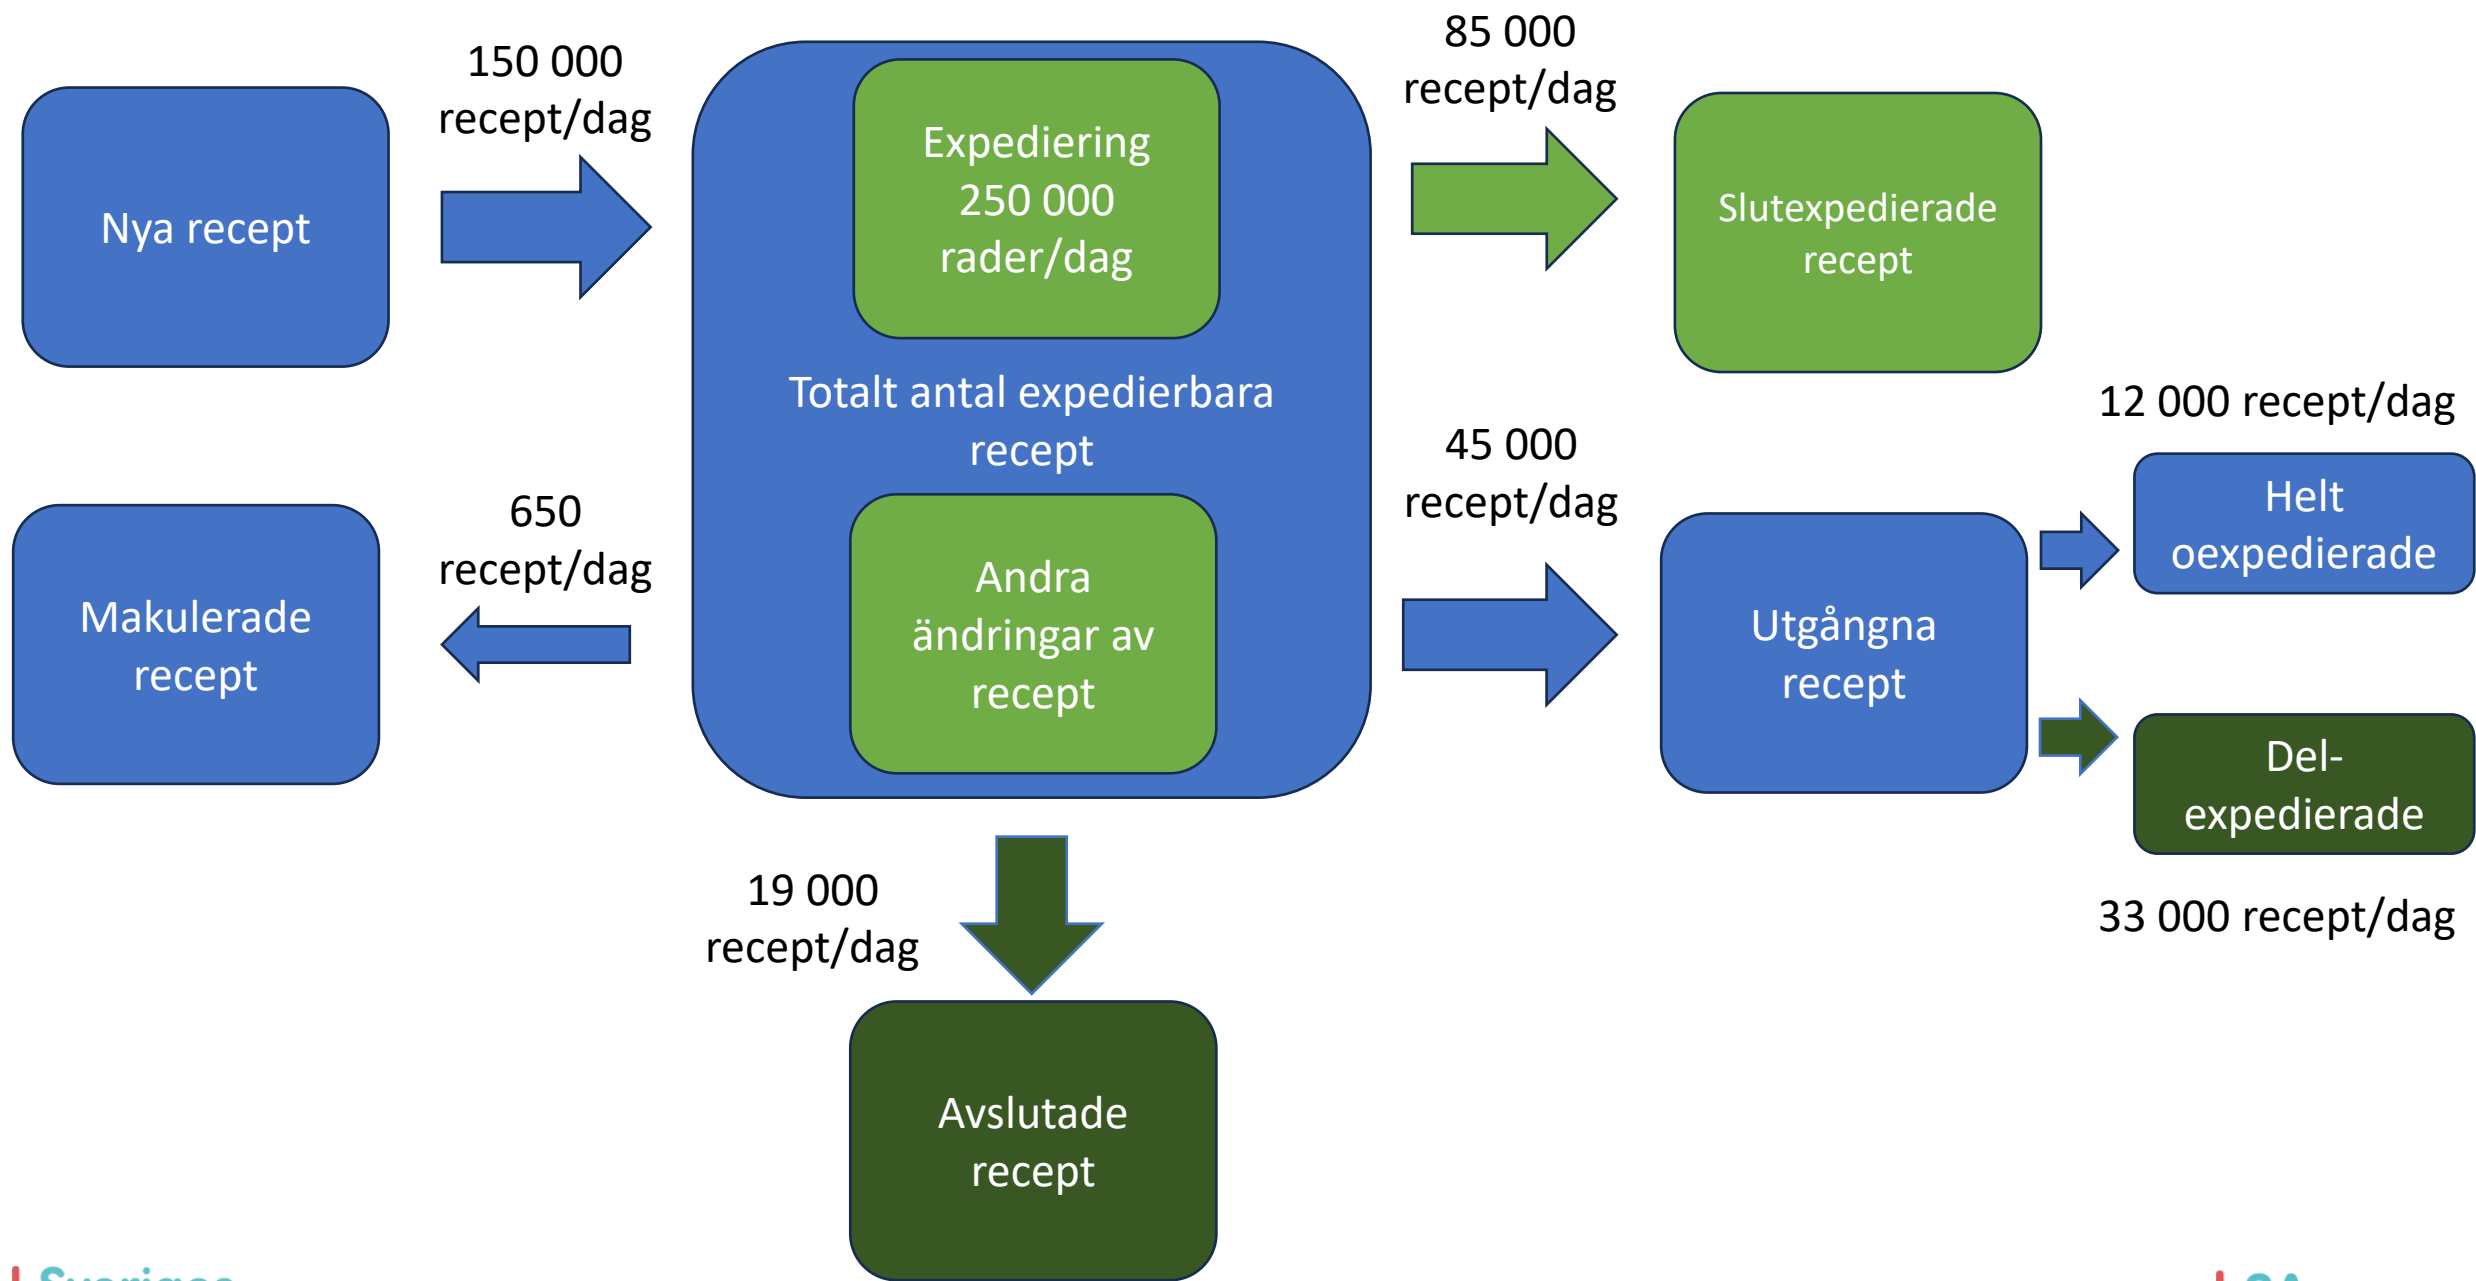 150 000
recept/dag
85 000
recept/dag
Nya recept
Expediering
250 000
rader/dag
Slutexpedierade
recept
Totalt antal expedierbara
recept
12 000 recept/dag
650
recept/dag
45 000
recept/dag
Helt
oexpedierade
Makulerade
recept
Andra
ändringar av
recept
Utgångna
recept
Del-
expedierade
33 000 recept/dag
19 000
recept/dag
Avslutade
recept